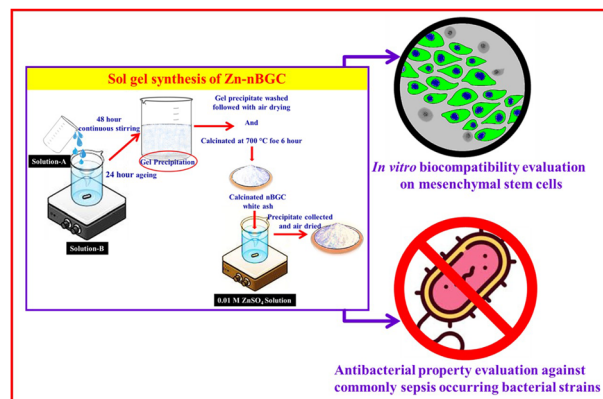 Sol gel synthesis of Zn-nBGC
48 hour
continuous stirring
Solution-A
24 hour ageing
Solution-B
Gel Precipitation
Gel precipitate washed
followed with air drying
And
Calcinated at 700 °C foe 6 hour
Calcinated nBGC
white ash
Precipitate collected
and air dried
0.01 M ZnSO₄ Solution
In vitro biocompatibility evaluation
on mesenchymal stem cells
Antibacterial property evaluation against
commonly sepsis occurring bacterial strains